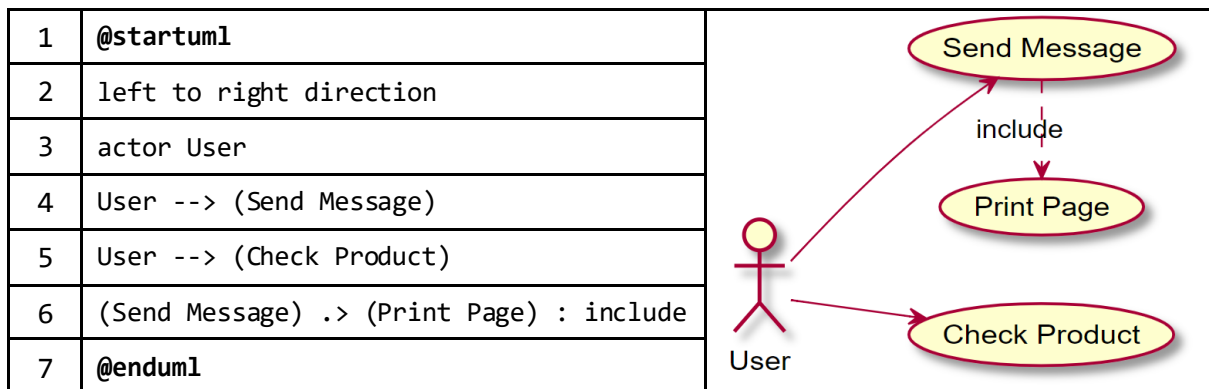 1 @startuml
2 left to right direction
3 actor User
4 User --> (Send Message)
5 User --> (Check Product)
6 (Send Message) .> (Print Page) : include
7 @enduml
Send Message
include
Print Page
Check Product
User